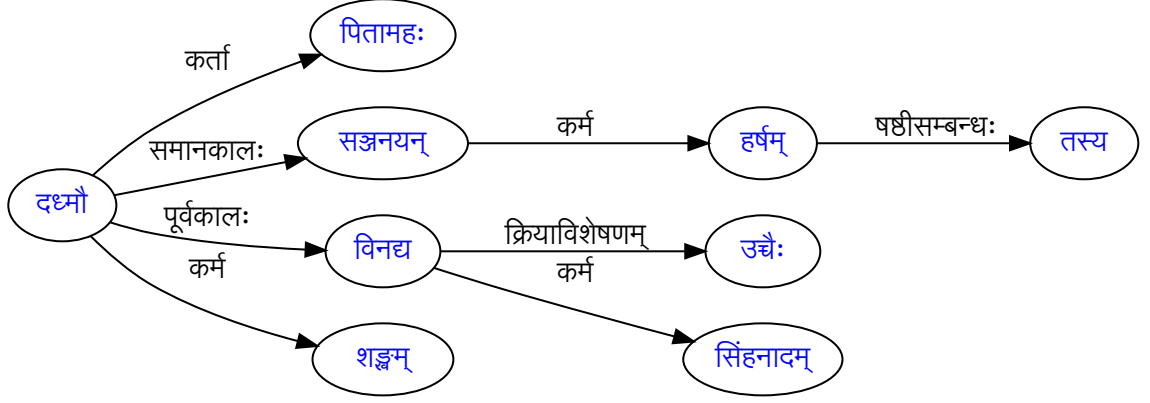 पितामहः
कर्ता
सञ्जनयन्
कर्म
हर्षम्
षष्ठीसम्बन्धः
तस्य
समानकालः
दध्मौ
पूर्वकालः
विनद्य
क्रियाविशेषणम्
उच्चैः
कर्म
कर्म
शङ्खम्
सिंहनादम्